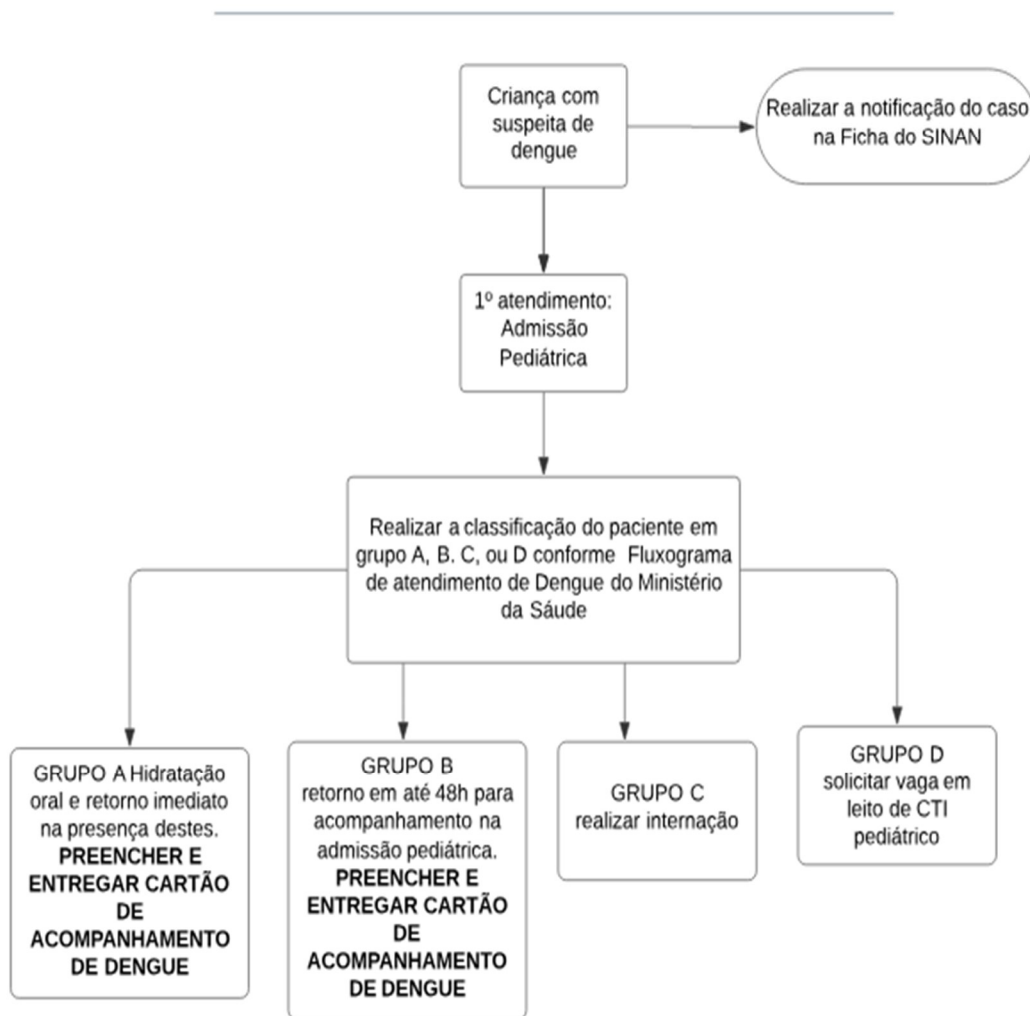 Criança com
suspeita de
dengue
Realizar a notificação do caso
na Ficha do SINAN
1º atendimento:
Admissão
Pediátrica
Realizar a classificação do paciente em
grupo A, B. C, ou D conforme Fluxograma
de atendimento de Dengue do Ministério
da Sáude
GRUPO A Hidratação
oral e retorno imediato
na presença destes.
PREENCHER E
ENTREGAR CARTÃO
DE
ACOMPANHAMENTO
DE DENGUE
GRUPO B
retorno em até 48h para
acompanhamento na
admissão pediátrica.
PREENCHER E
ENTREGAR CARTÃO
DE
ACOMPANHAMENTO
DE DENGUE
GRUPO C
realizar internação
GRUPO D
solicitar vaga em
leito de CTI
pediátrico